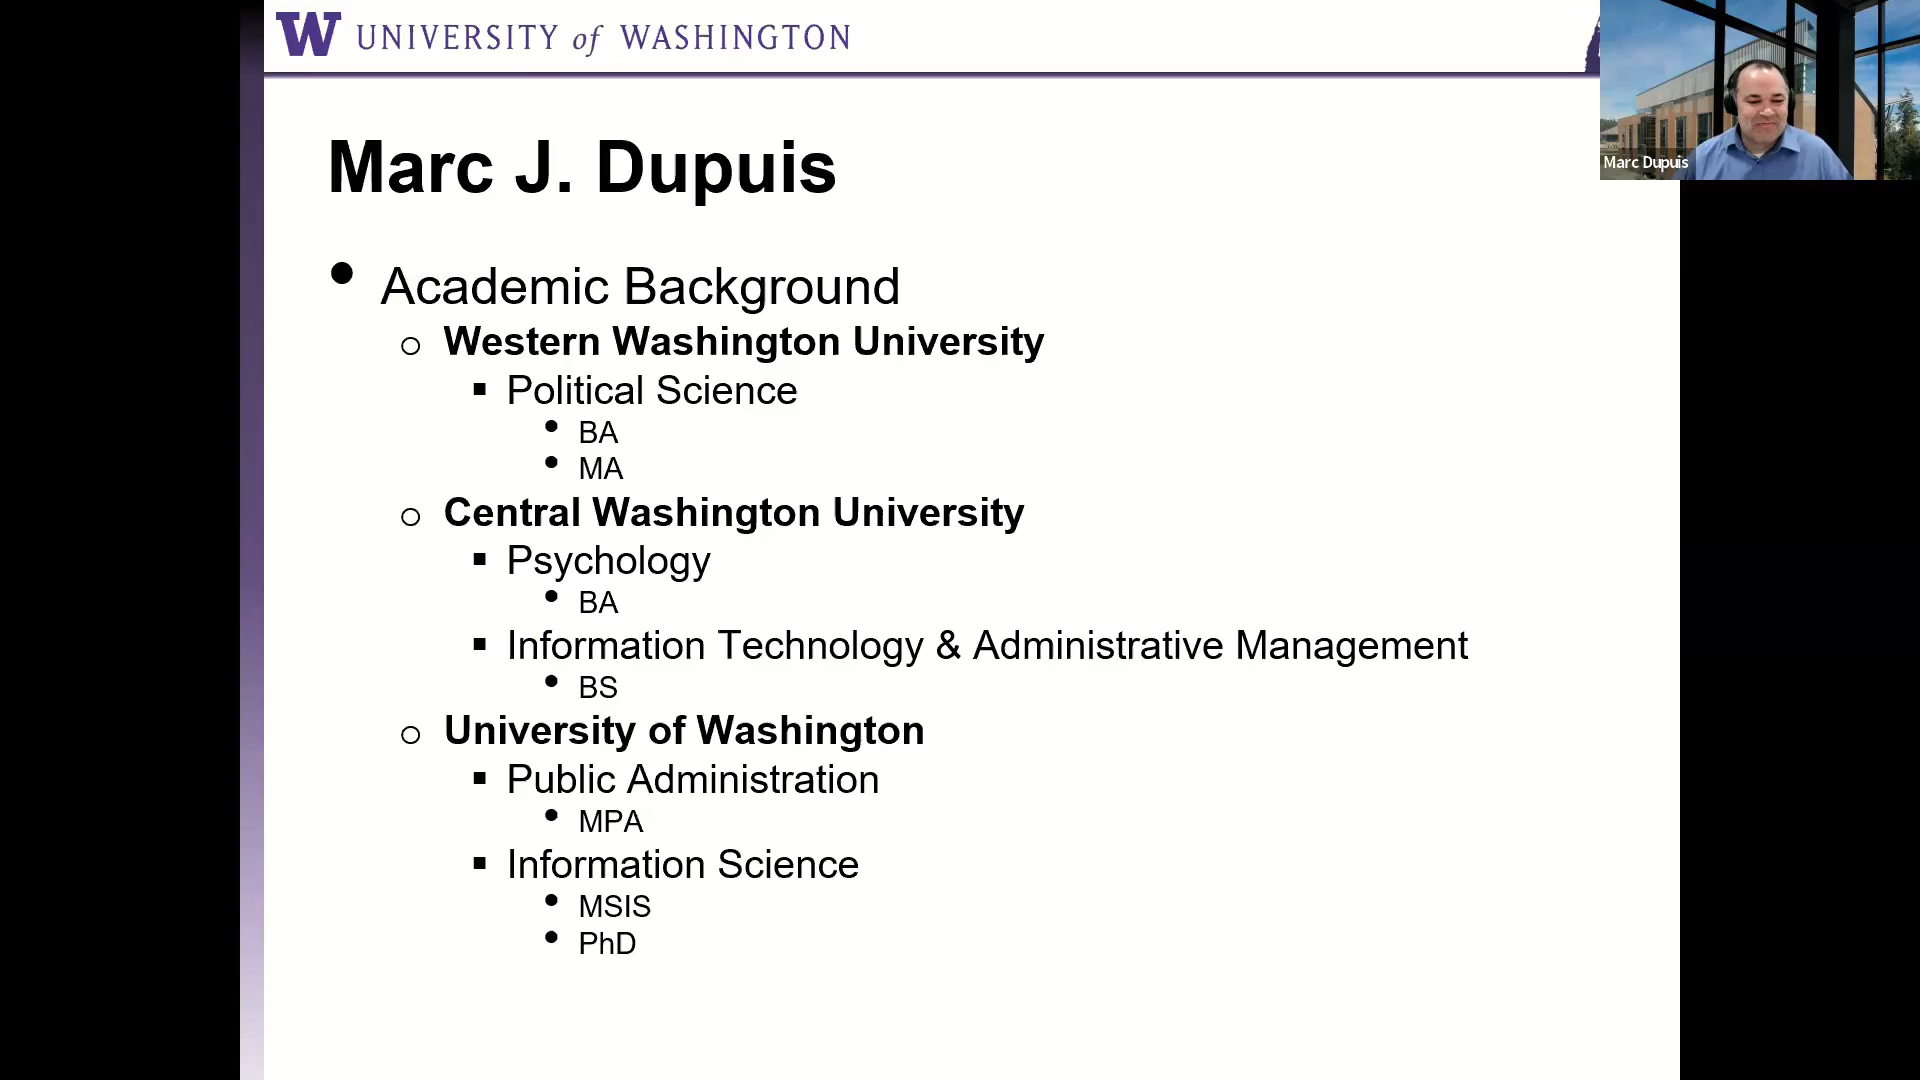 W UNIVERSITY of WASHINGTON
Marc Dupuis
Marc J. Dupuis
• Academic Background
o Western Washington University
▪ Political Science
• BA
• MA
o Central Washington University
▪ Psychology
• BA
▪ Information Technology & Administrative Management
• BS
o University of Washington
▪ Public Administration
• MPA
▪ Information Science
• MSIS
• PhD